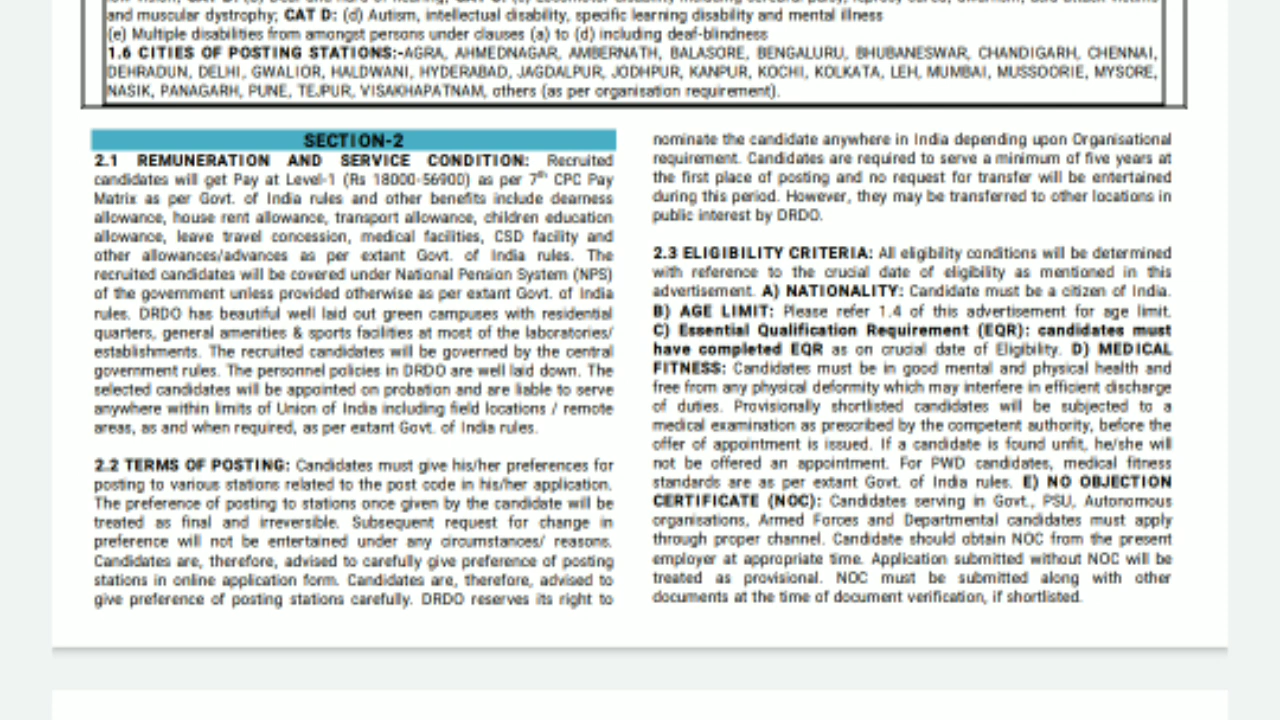 and muscular dystrophy; CAT D: (d) Autism, intellectual disability, specific learning disability and mental illness
(e) Multiple disabilities from amongst persons under clauses (a) to (d) including deaf-blindness
1.6 CITIES OF POSTING STATIONS:-AGRA, AHMEDNAGAR, AMBERNATH, BALASORE, BENGALURU, BHUBANESWAR, CHANDIGARH, CHENNAI,
DEHRADUN, DELHI, GWALIOR, HALDWANI, HYDERABAD, JAGDALPUR, JODHPUR, KANPUR, KOCHI, KOLKATA, LEH, MUMBAI, MUSSOORIE, MYSORE,
NASIK, PANAGARH, PUNE, TEJPUR, VISAKHAPATNAM, others (as per organisation requirement).
SECTION-2
2.1 REMUNERATION AND SERVICE CONDITION: Recruited
candidates will get Pay at Level-1 (Rs 18000-56900) as per 7th CPC Pay
Matrix as per Govt. of India rules and other benefits include dearness
allowance, house rent allowance, transport allowance, children education
allowance, leave travel concession, medical facilities, CSD facility and
other allowances/advances as per extant Govt. of India rules. The
recruited candidates will be covered under National Pension System (NPS)
of the government unless provided otherwise as per extant Govt. of India
rules. DRDO has beautiful well laid out green campuses with residential
quarters, general amenities & sports facilities at most of the laboratories/
establishments. The recruited candidates will be governed by the central
government rules. The personnel policies in DRDO are well laid down. The
selected candidates will be appointed on probation and are liable to serve
anywhere within limits of Union of India including field locations / remote
areas, as and when required, as per extant Govt. of India rules.
2.2 TERMS OF POSTING: Candidates must give his/her preferences for
posting to various stations related to the post code in his/her application.
The preference of posting to stations once given by the candidate will be
treated as final and irreversible. Subsequent request for change in
preference will not be entertained under any circumstances/ reasons.
Candidates are, therefore, advised to carefully give preference of posting
stations in online application form. Candidates are, therefore, advised to
give preference of posting stations carefully. DRDO reserves its right to
nominate the candidate anywhere in India depending upon Organisational
requirement. Candidates are required to serve a minimum of five years at
the first place of posting and no request for transfer will be entertained
during this period. However, they may be transferred to other locations in
public interest by DRDO.
2.3 ELIGIBILITY CRITERIA: All eligibility conditions will be determined
with reference to the crucial date of eligibility as mentioned in this
advertisement. A) NATIONALITY: Candidate must be a citizen of India.
B) AGE LIMIT: Please refer 1.4 of this advertisement for age limit.
C) Essential Qualification Requirement (EQR): candidates must
have completed EQR as on crucial date of Eligibility. D) MEDICAL
FITNESS: Candidates must be in good mental and physical health and
free from any physical deformity which may interfere in efficient discharge
of duties. Provisionally shortlisted candidates will be subjected to a
medical examination as prescribed by the competent authority, before the
offer of appointment is issued. If a candidate is found unfit, he/she will
not be offered an appointment. For PWD candidates, medical fitness
standards are as per extant Govt. of India rules. E) NO OBJECTION
CERTIFICATE (NOC): Candidates serving in Govt., PSU, Autonomous
organisations, Armed Forces and Departmental candidates must apply
through proper channel. Candidate should obtain NOC from the present
employer at appropriate time. Application submitted without NOC will be
treated as provisional. NOC must be submitted along with other
documents at the time of document verification, if shortlisted.